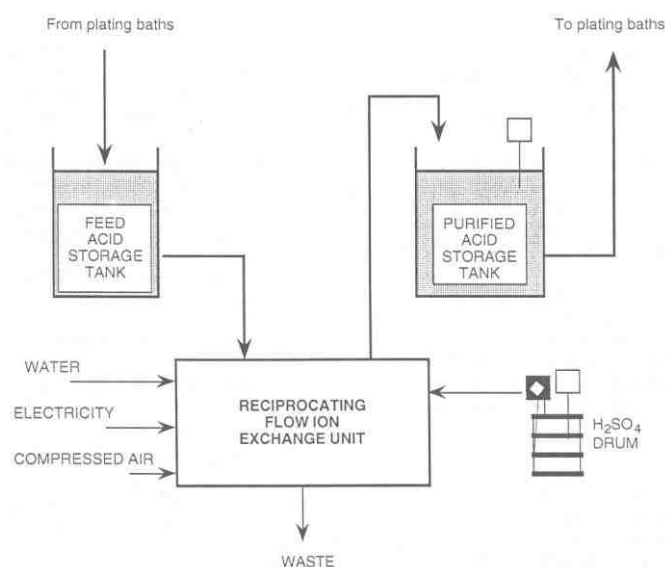 From plating baths
To plating baths
FEED
ACID
STORAGE
TANK
PURIFIED
ACID
STORAGE
TANK
WATER
ELECTRICITY
COMPRESSED AIR
RECIPROCATING
FLOW ION
EXCHANGE UNIT
H₂SO₄
DRUM
WASTE